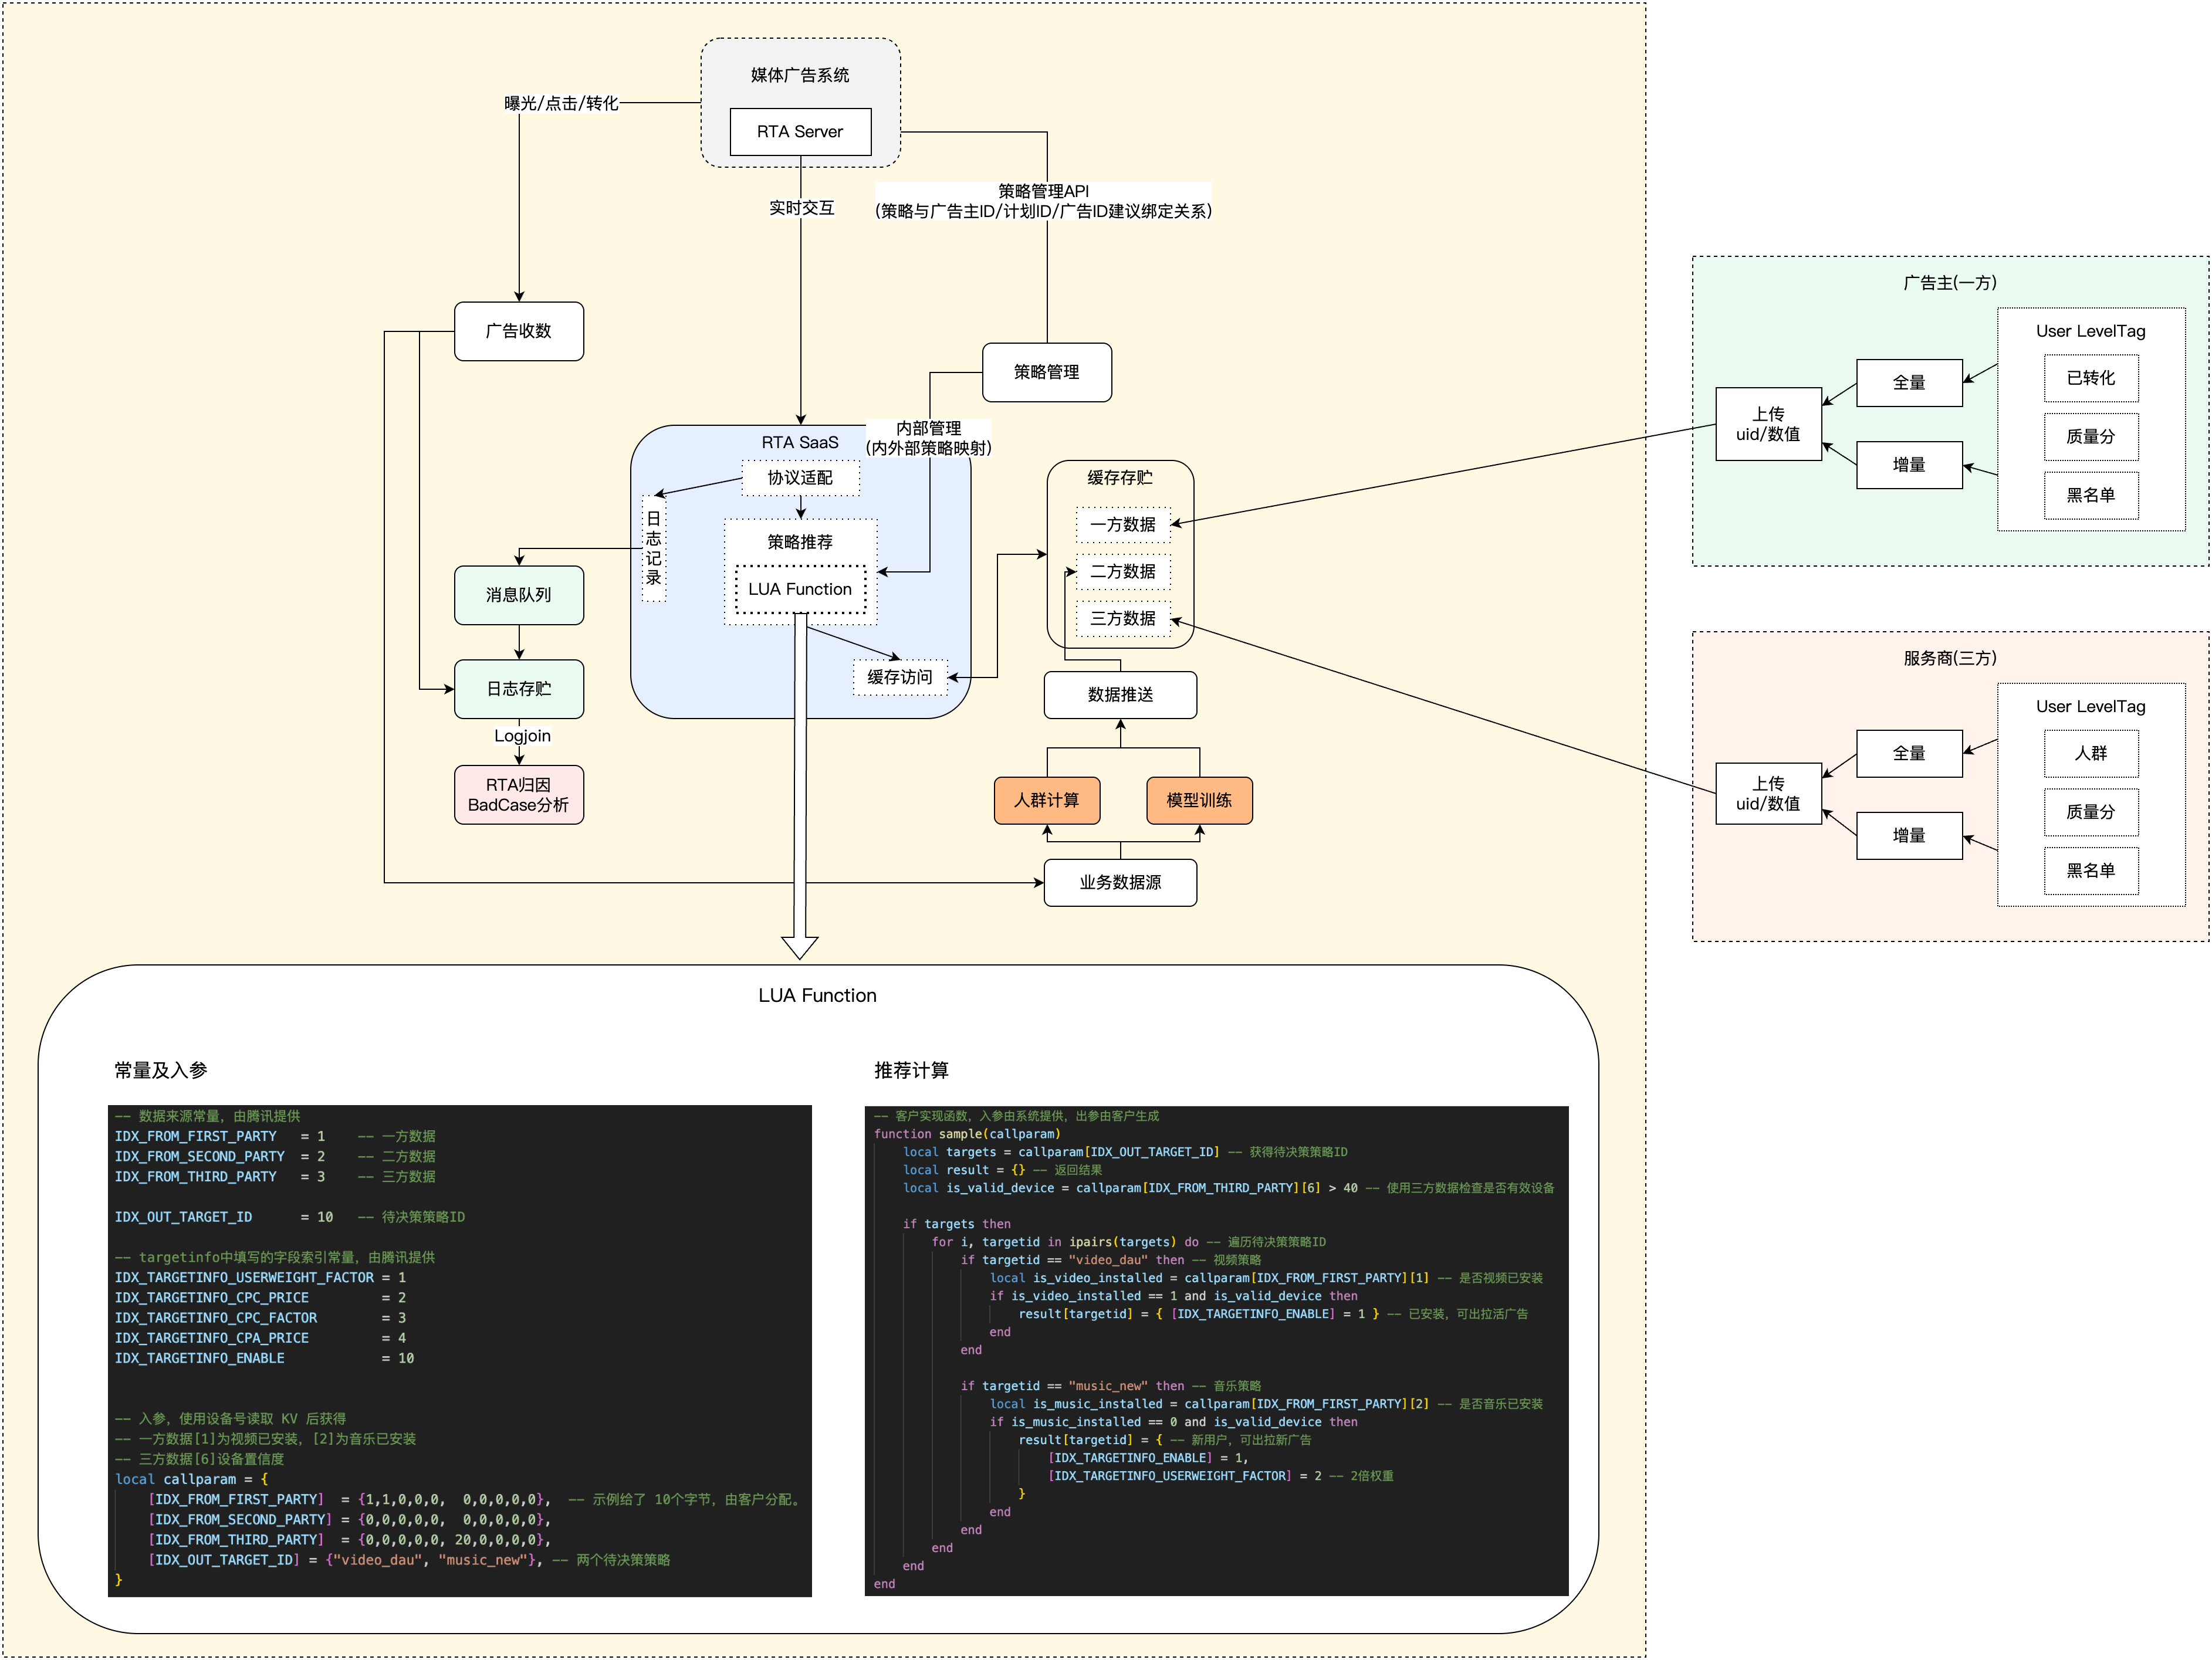 媒体广告系统
RTA Server
曝光/点击/转化
实时交互
策略管理API
(策略与广告主ID/计划ID/广告ID建议绑定关系)
广告收数
策略管理
内部管理
(内外部策略映射)
RTA SaaS
协议适配
日志记录
策略推荐
LUA Function
缓存访问
消息队列
日志存贮
Logjoin
RTA归因
BadCase分析
缓存存贮
一方数据
二方数据
三方数据
数据推送
人群计算
模型训练
业务数据源
广告主(一方)
User LevelTag
已转化
质量分
黑名单
全量
增量
上传
uid/数值
服务商(三方)
User LevelTag
人群
质量分
黑名单
全量
增量
上传
uid/数值
LUA Function
常量及入参
-- 数据来源常量，由腾讯提供
IDX_FROM_FIRST_PARTY   = 1    -- 一方数据
IDX_FROM_SECOND_PARTY  = 2    -- 二方数据
IDX_FROM_THIRD_PARTY   = 3    -- 三方数据
IDX_OUT_TARGET_ID      = 10   -- 待决策策略ID
-- targetinfo中填写的字段索引常量，由腾讯提供
IDX_TARGETINFO_USERWEIGHT_FACTOR = 1
IDX_TARGETINFO_CPC_PRICE         = 2
IDX_TARGETINFO_CPC_FACTOR        = 3
IDX_TARGETINFO_CPA_PRICE         = 4
IDX_TARGETINFO_ENABLE            = 10
-- 入参，使用设备号读取 KV 后获得
-- 一方数据[1]为视频已安装，[2]为音乐已安装
-- 三方数据[6]设备置信度
local callparam = {
    [IDX_FROM_FIRST_PARTY]  = {1,1,0,0,0,  0,0,0,0,0},  -- 示例给了 10个字节，由客户分配。
    [IDX_FROM_SECOND_PARTY] = {0,0,0,0,0,  0,0,0,0,0},
    [IDX_FROM_THIRD_PARTY]  = {0,0,0,0,0, 20,0,0,0,0},
    [IDX_OUT_TARGET_ID] = {"video_dau", "music_new"}, -- 两个待决策策略
}
推荐计算
-- 客户实现函数，入参由系统提供，出参由客户生成
function sample(callparam)
    local targets = callparam[IDX_OUT_TARGET_ID] -- 获得待决策策略ID
    local result = {} -- 返回结果
    local is_valid_device = callparam[IDX_FROM_THIRD_PARTY][6] > 40 -- 使用三方数据检查是否有效设备
    if targets then
        for i, targetid in ipairs(targets) do -- 遍历待决策策略ID
            if targetid == "video_dau" then -- 视频策略
                local is_video_installed = callparam[IDX_FROM_FIRST_PARTY][1] -- 是否视频已安装
                if is_video_installed == 1 and is_valid_device then
                    result[targetid] = { [IDX_TARGETINFO_ENABLE] = 1 } -- 已安装，可出拉活广告
                end
            end
            if targetid == "music_new" then -- 音乐策略
                local is_music_installed = callparam[IDX_FROM_FIRST_PARTY][2] -- 是否音乐已安装
                if is_music_installed == 0 and is_valid_device then
                    result[targetid] = { -- 新用户，可出拉新广告
                        [IDX_TARGETINFO_ENABLE] = 1,
                        [IDX_TARGETINFO_USERWEIGHT_FACTOR] = 2 -- 2倍权重
                    }
                end
            end
        end
    end
end